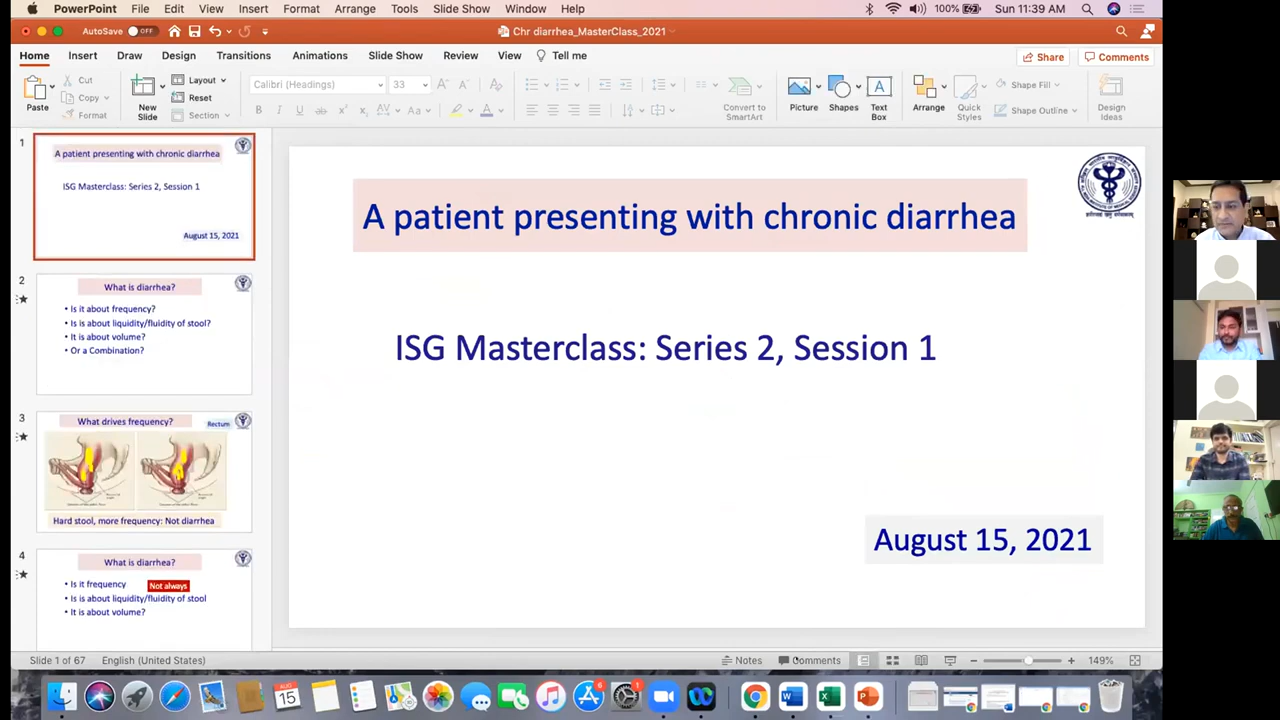 PowerPoint File Edit View Insert Format Arrange Tools Slide Show Window Help 100% Sun 11:39 AM
AutoSave OFF Chr diarrhea_MasterClass_2021
Home Insert Draw Design Transitions Animations Slide Show Review View Tell me Share Comments
Paste Cut Copy Format New Slide Layout Reset Section Calibri (Headings) 33 Convert to SmartArt Picture Shapes Text Box Arrange Quick Styles Shape Fill Shape Outline Design Ideas
1
A patient presenting with chronic diarrhea
ISG Masterclass: Series 2, Session 1
August 15, 2021
2
What is diarrhea?
• Is it about frequency?
• Is is about liquidity/fluidity of stool?
• It is about volume?
• Or a Combination?
3
What drives frequency? Rectum
Hard stool, more frequency: Not diarrhea
4
What is diarrhea?
• Is it frequency Not always
• Is is about liquidity/fluidity of stool
• It is about volume?
A patient presenting with chronic diarrhea
ISG Masterclass: Series 2, Session 1
August 15, 2021
Slide 1 of 67 English (United States) Notes Comments 149%
AUG
15